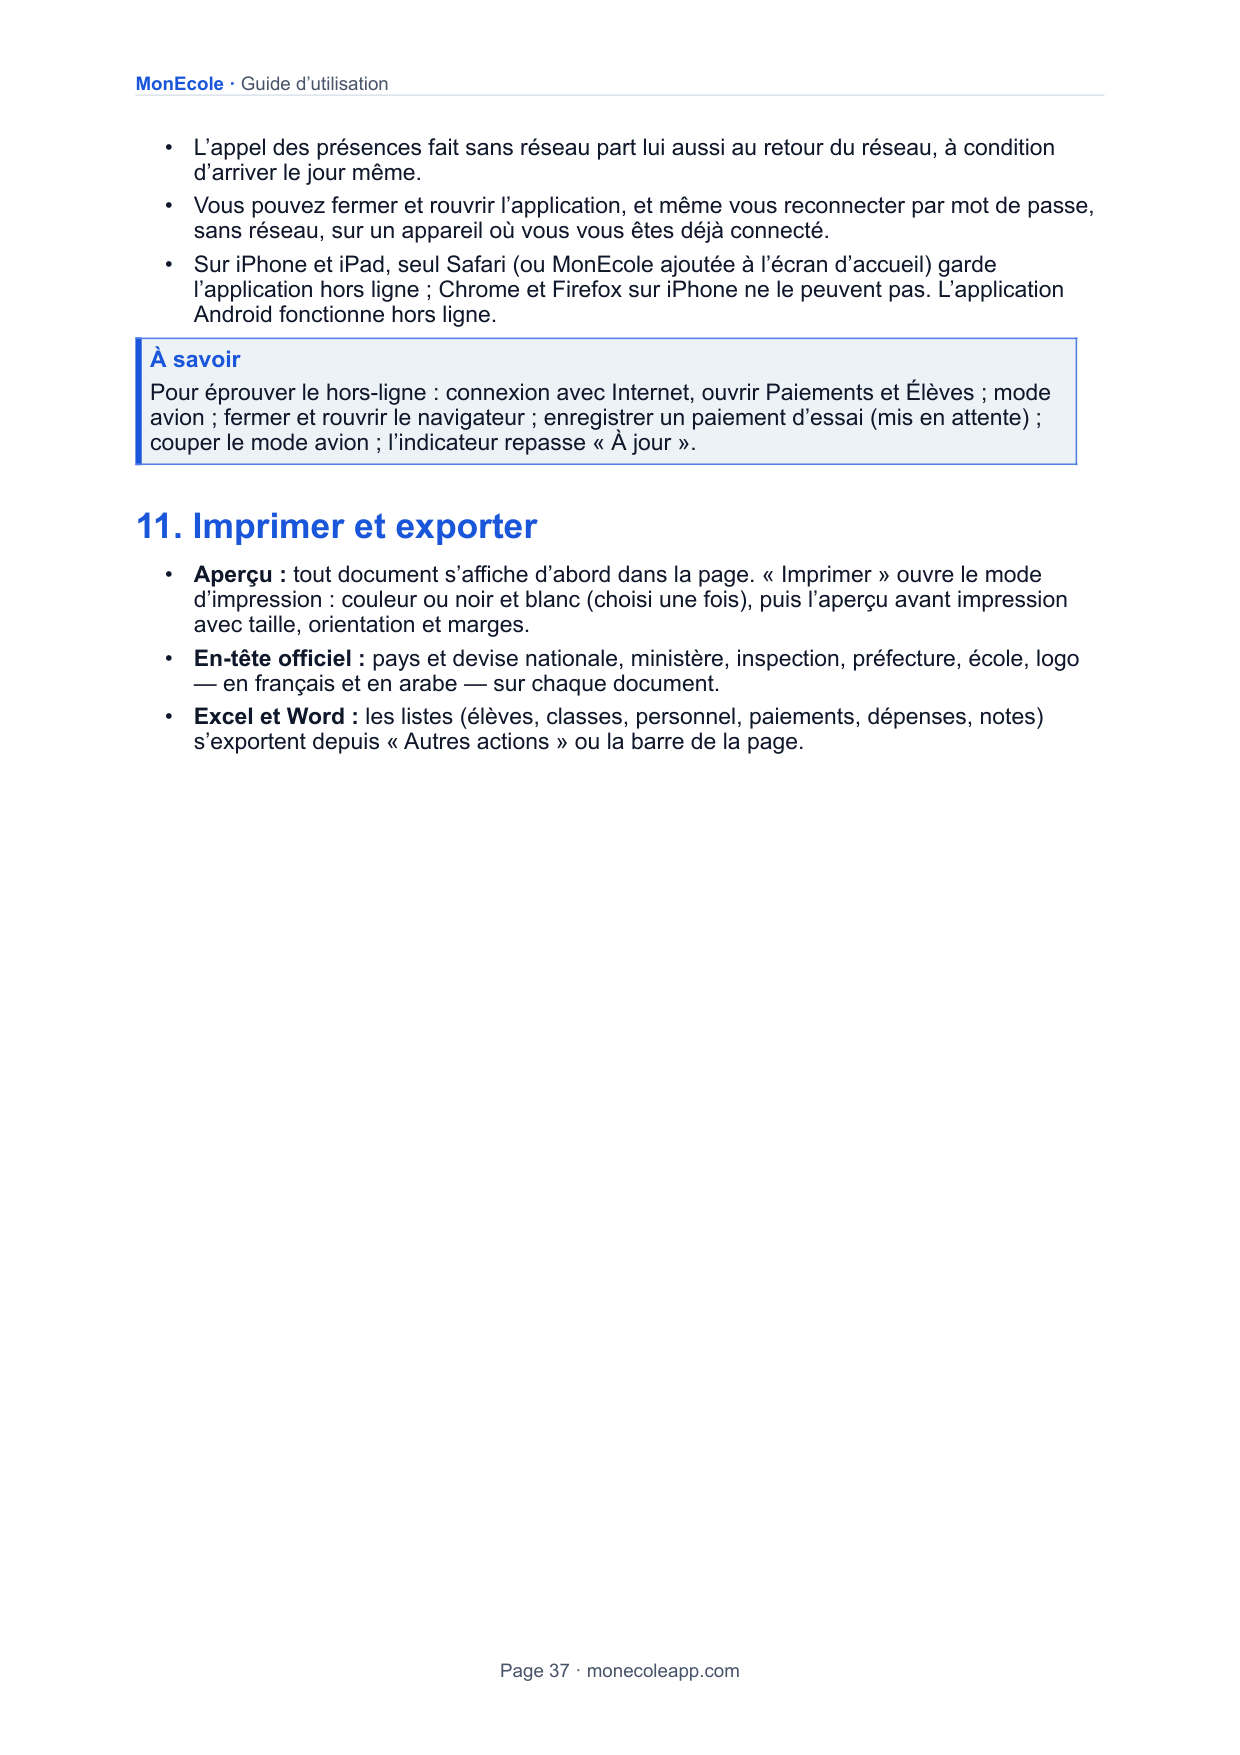 MonEcole · Guide d’utilisation
• L’appel des présences fait sans réseau part lui aussi au retour du réseau, à condition
d’arriver le jour même.
• Vous pouvez fermer et rouvrir l’application, et même vous reconnecter par mot de passe,
sans réseau, sur un appareil où vous vous êtes déjà connecté.
• Sur iPhone et iPad, seul Safari (ou MonEcole ajoutée à l’écran d’accueil) garde
l’application hors ligne ; Chrome et Firefox sur iPhone ne le peuvent pas. L’application
Android fonctionne hors ligne.
À savoir
Pour éprouver le hors-ligne : connexion avec Internet, ouvrir Paiements et Élèves ; mode
avion ; fermer et rouvrir le navigateur ; enregistrer un paiement d’essai (mis en attente) ;
couper le mode avion ; l’indicateur repasse « À jour ».
11. Imprimer et exporter
• Aperçu : tout document s’affiche d’abord dans la page. « Imprimer » ouvre le mode
d’impression : couleur ou noir et blanc (choisi une fois), puis l’aperçu avant impression
avec taille, orientation et marges.
• En-tête officiel : pays et devise nationale, ministère, inspection, préfecture, école, logo
— en français et en arabe — sur chaque document.
• Excel et Word : les listes (élèves, classes, personnel, paiements, dépenses, notes)
s’exportent depuis « Autres actions » ou la barre de la page.
Page 37 · monecoleapp.com